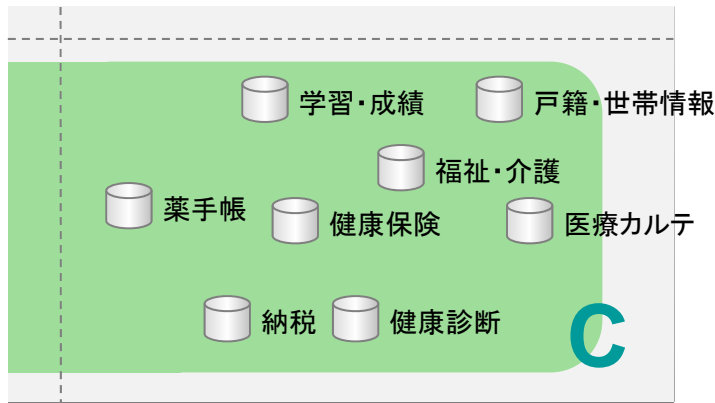 学習・成績
戸籍・世帯情報
福祉・介護
薬手帳
健康保険
医療カルテ
納税
健康診断
C